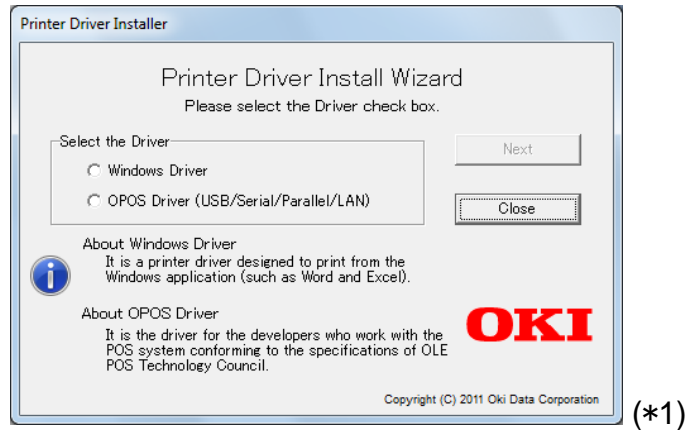 Printer Driver Installer
Printer Driver Install Wizard
Please select the Driver check box.
Select the Driver
Next
Windows Driver
OPOS Driver (USB/Serial/Parallel/LAN)
Close
About Windows Driver
It is a printer driver designed to print from the
Windows application (such as Word and Excel).
About OPOS Driver
It is the driver for the developers who work with the
POS system conforming to the specifications of OLE
POS Technology Council.
OKI
Copyright (C) 2011 Oki Data Corporation
(*1)